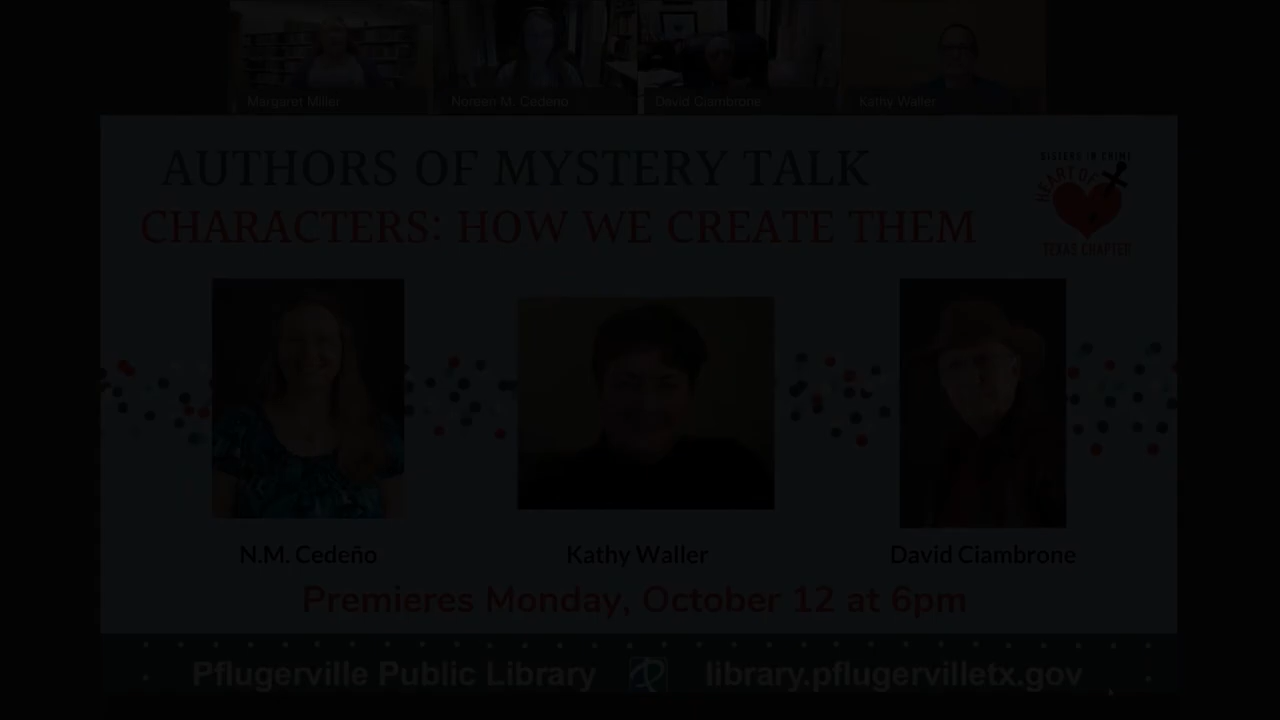 Margaret Miller
Noreen M. Cedeno
David Ciambrone
Kathy Waller
AUTHORS OF MYSTERY TALK
CHARACTERS: HOW WE CREATE THEM
SISTERS IN CRIME
HEART OF
TEXAS CHAPTER
N.M. Cedeño
Kathy Waller
David Ciambrone
Premieres Monday, October 12 at 6pm
Pflugerville Public Library
library.pflugervilletx.gov